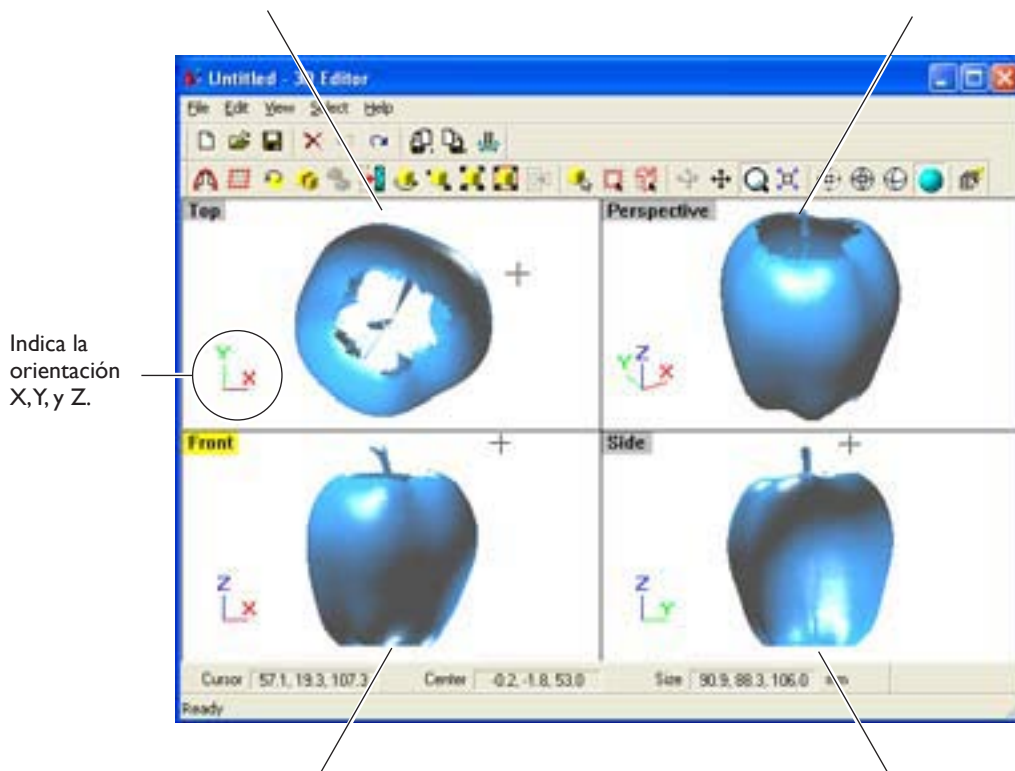 Untitled - 3D Editor
File Edit View Select Help
Top
Perspective
Y
X
Z
Y
X
Indica la
orientación
X,Y, y Z.
Front
Side
Z
X
Z
Y
Cursor 57.1, 19.3, 107.3 Center -0.2, -1.8, 53.0 Size 90.9, 88.3, 106.0 mm
Ready